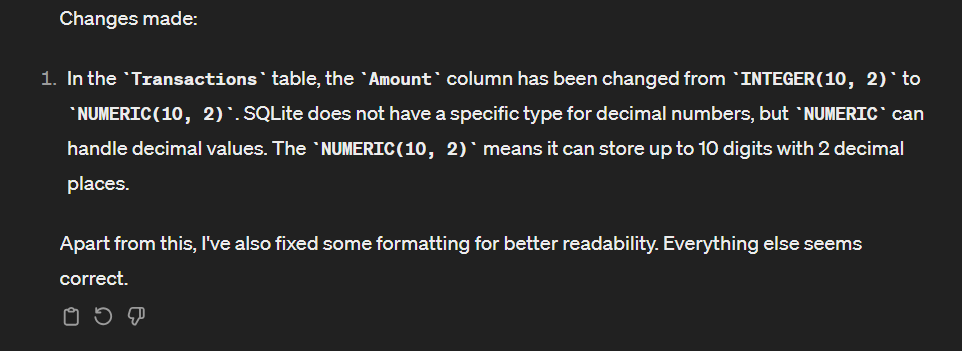 Changes made:
1. In the `Transactions` table, the `Amount` column has been changed from `INTEGER(10, 2)` to
`NUMERIC(10, 2)`. SQLite does not have a specific type for decimal numbers, but `NUMERIC` can
handle decimal values. The `NUMERIC(10, 2)` means it can store up to 10 digits with 2 decimal
places.
Apart from this, I've also fixed some formatting for better readability. Everything else seems
correct.